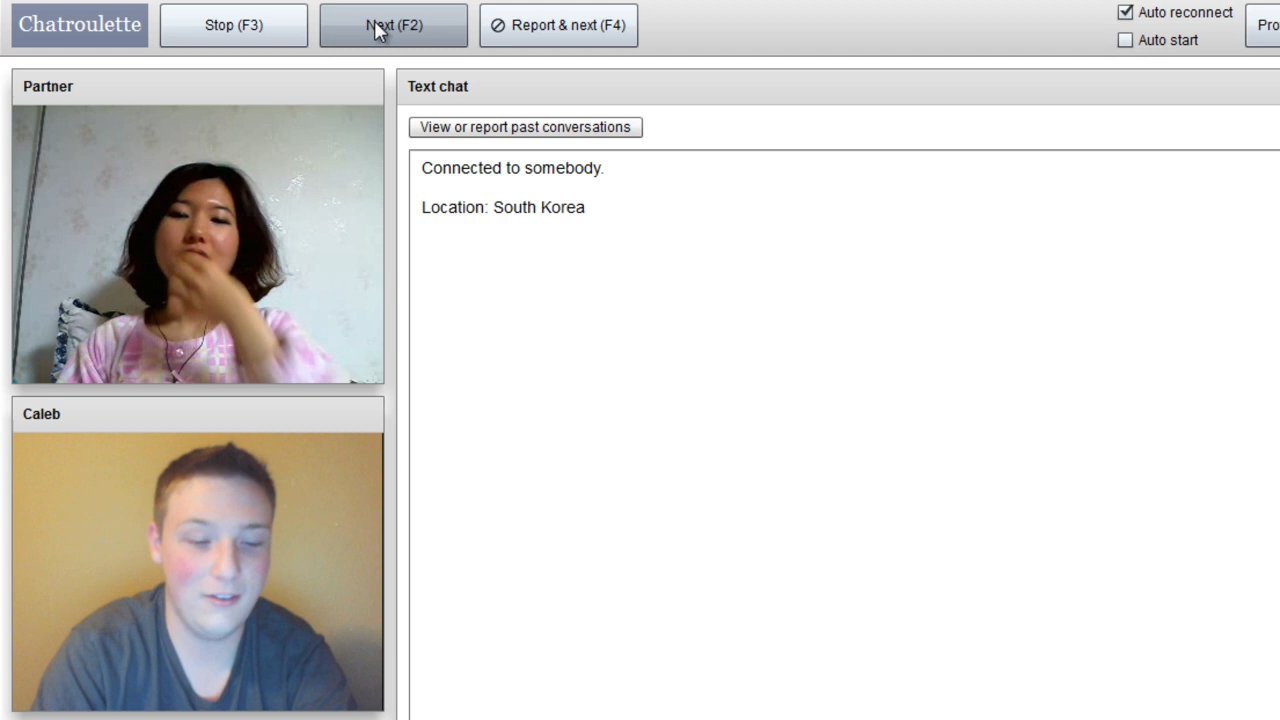 Chatroulette
Stop (F3)
Next (F2)
Report & next (F4)
Auto reconnect
Auto start
Pro
Partner
Text chat
View or report past conversations
Connected to somebody.
Location: South Korea
Caleb